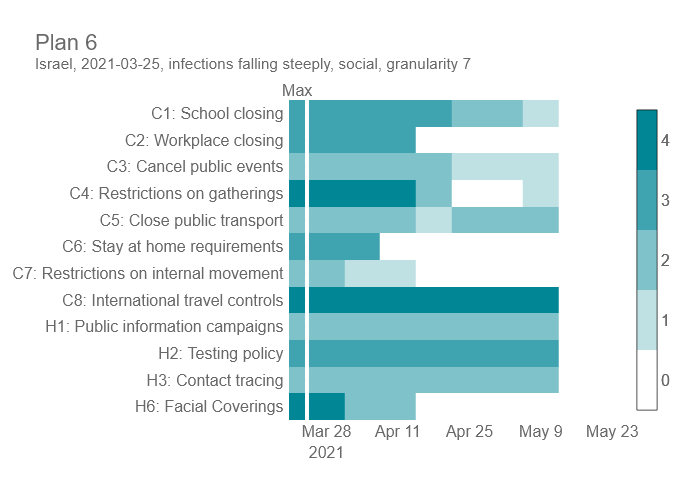 Plan 6
Israel, 2021-03-25, infections falling steeply, social, granularity 7
Max
C1: School closing
C2: Workplace closing
C3: Cancel public events
C4: Restrictions on gatherings
C5: Close public transport
C6: Stay at home requirements
C7: Restrictions on internal movement
C8: International travel controls
H1: Public information campaigns
H2: Testing policy
H3: Contact tracing
H6: Facial Coverings
Mar 28 Apr 11 Apr 25 May 9 May 23
2021
4
3
2
1
0